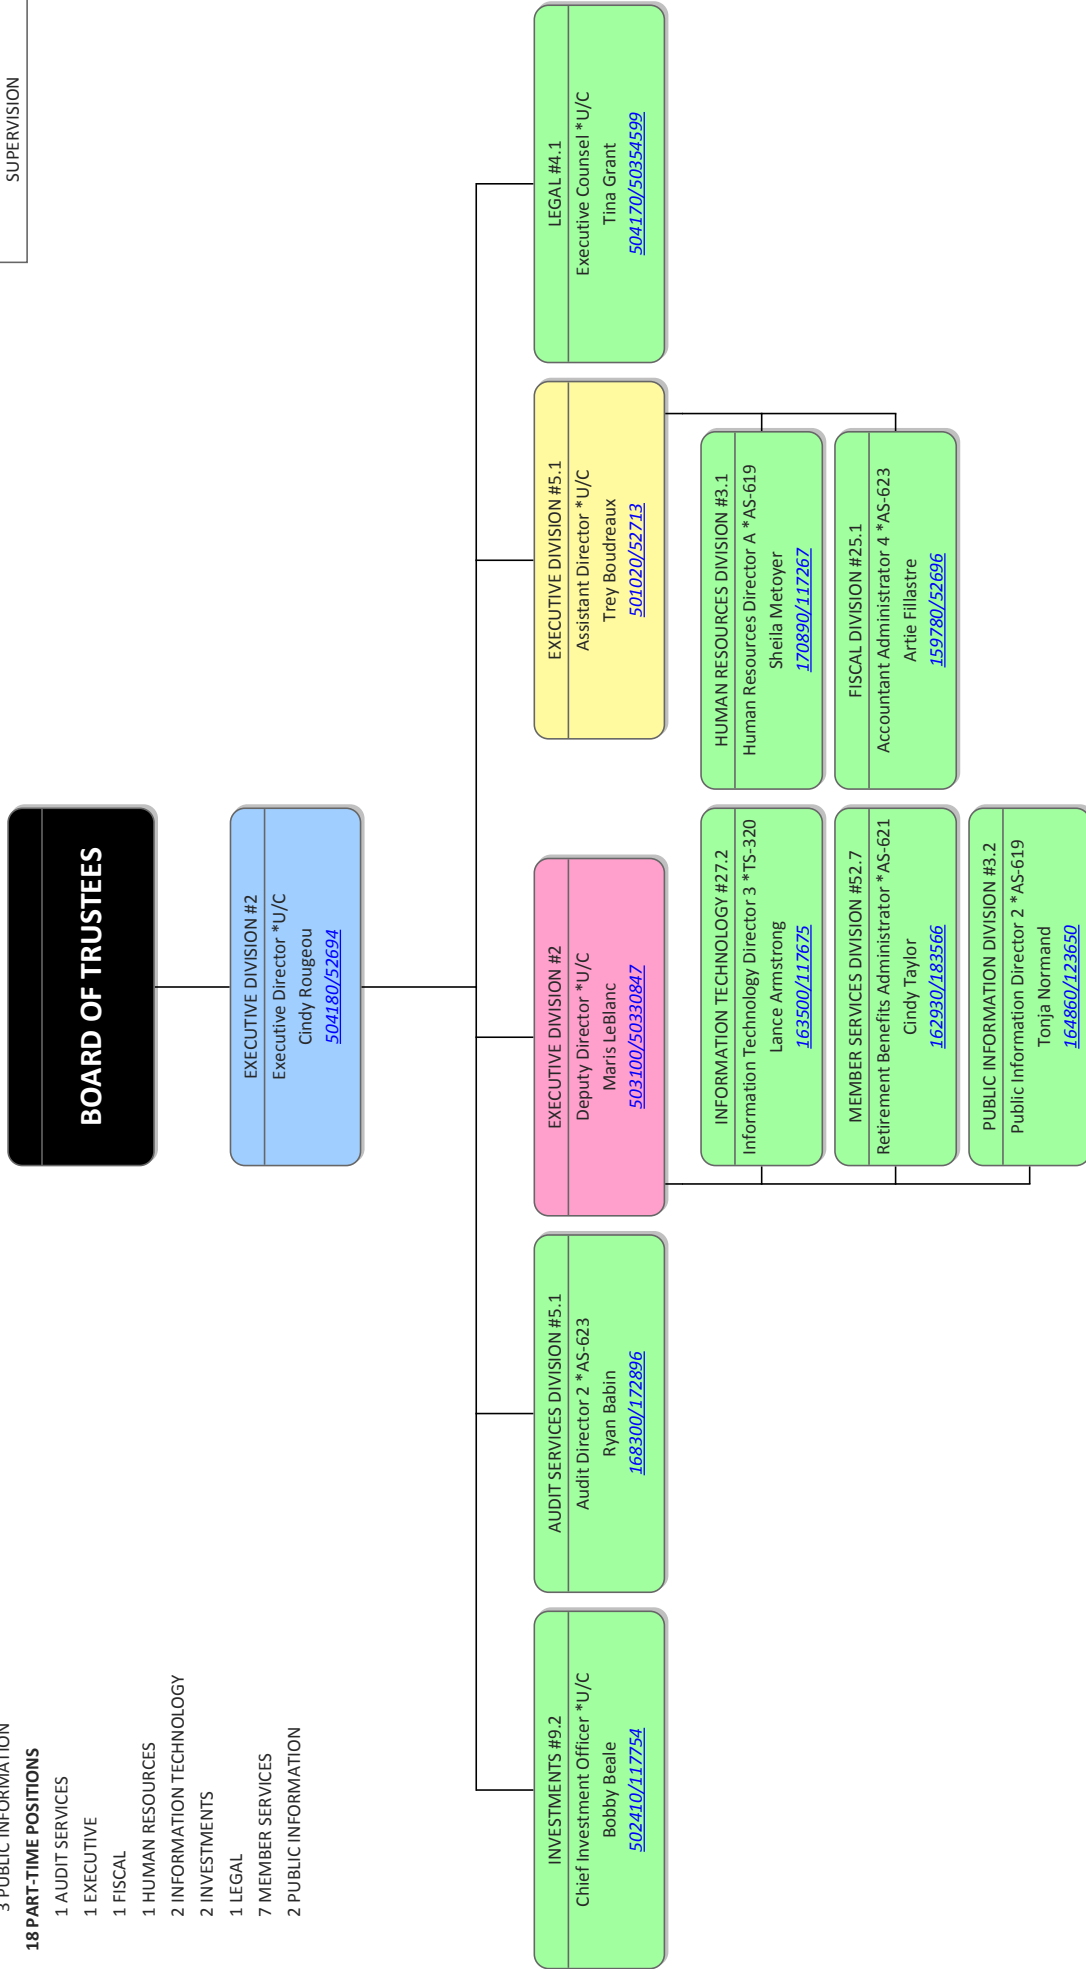 3 PUBLIC INFORMATION
18 PART-TIME POSITIONS
1 AUDIT SERVICES
1 EXECUTIVE
1 FISCAL
1 HUMAN RESOURCES
2 INFORMATION TECHNOLOGY
2 INVESTMENTS
1 LEGAL
7 MEMBER SERVICES
2 PUBLIC INFORMATION
SUPERVISION
BOARD OF TRUSTEES
EXECUTIVE DIVISION #2
Executive Director *U/C
Cindy Rougeou
504180/52694
INVESTMENTS #9.2
Chief Investment Officer *U/C
Bobby Beale
502410/117754
AUDIT SERVICES DIVISION #5.1
Audit Director 2 *AS-623
Ryan Babin
168300/172896
EXECUTIVE DIVISION #2
Deputy Director *U/C
Maris LeBlanc
503100/50330847
EXECUTIVE DIVISION #5.1
Assistant Director *U/C
Trey Boudreaux
501020/52713
LEGAL #4.1
Executive Counsel *U/C
Tina Grant
504170/50354599
INFORMATION TECHNOLOGY #27.2
Information Technology Director 3 *TS-320
Lance Armstrong
163500/117675
MEMBER SERVICES DIVISION #52.7
Retirement Benefits Administrator *AS-621
Cindy Taylor
162930/183566
PUBLIC INFORMATION DIVISION #3.2
Public Information Director 2 *AS-619
Tonja Normand
164860/123650
HUMAN RESOURCES DIVISION #3.1
Human Resources Director A *AS-619
Sheila Metoyer
170890/117267
FISCAL DIVISION #25.1
Accountant Administrator 4 *AS-623
Artie Fillastre
159780/52696